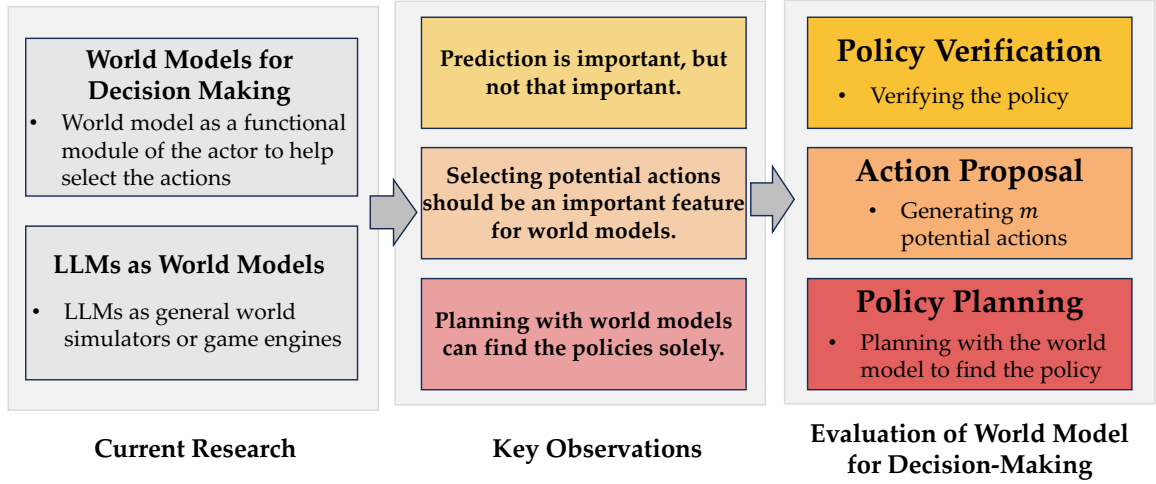 World Models for
Decision Making
• World model as a functional
module of the actor to help
select the actions
LLMs as World Models
• LLMs as general world
simulators or game engines
Current Research
Prediction is important, but
not that important.
Selecting potential actions
should be an important feature
for world models.
Planning with world models
can find the policies solely.
Key Observations
Policy Verification
• Verifying the policy
Action Proposal
• Generating m
potential actions
Policy Planning
• Planning with the world
model to find the policy
Evaluation of World Model
for Decision-Making